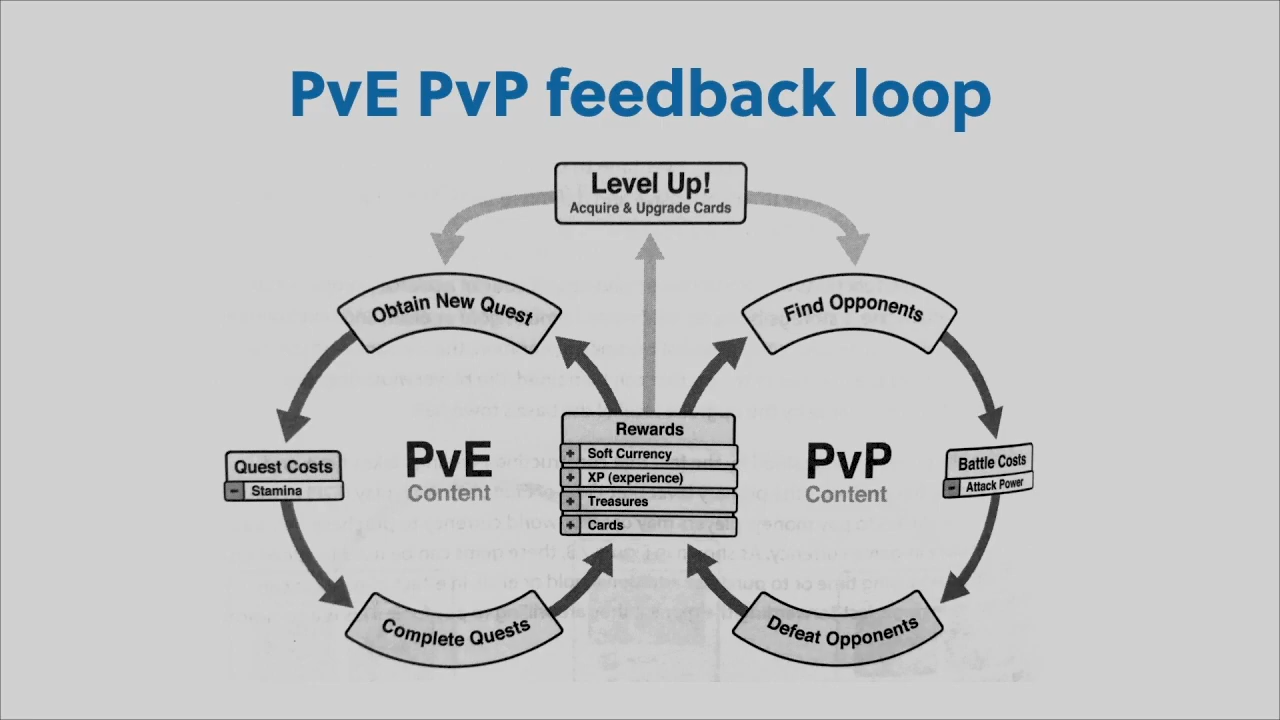 PvE PvP feedback loop
Level Up!
Acquire & Upgrade Cards
Obtain New Quest
Find Opponents
Quest Costs
- Stamina
PvE
Content
Rewards
+ Soft Currency
+ XP (experience)
+ Treasures
+ Cards
PvP
Content
Battle Costs
- Attack Power
Complete Quests
Defeat Opponents